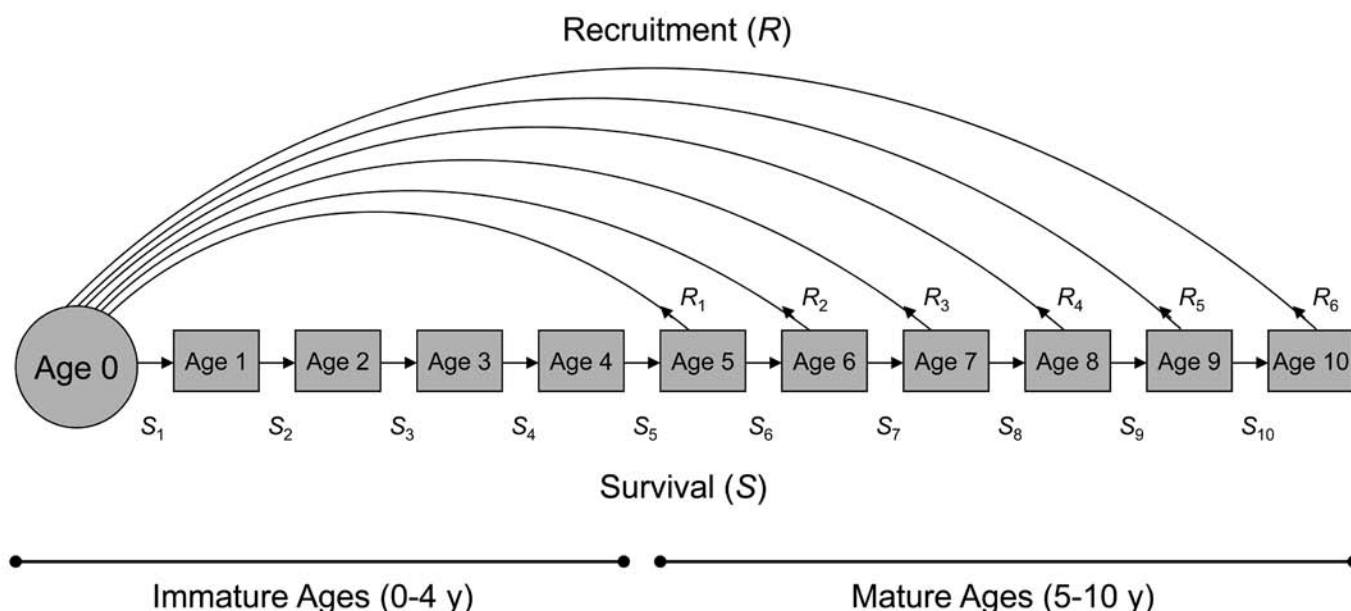 Recruitment (R)
R1 R2 R3 R4 R5 R6
Age 0 Age 1 Age 2 Age 3 Age 4 Age 5 Age 6 Age 7 Age 8 Age 9 Age 10
S1 S2 S3 S4 S5 S6 S7 S8 S9 S10
Survival (S)
Immature Ages (0-4 y) Mature Ages (5-10 y)